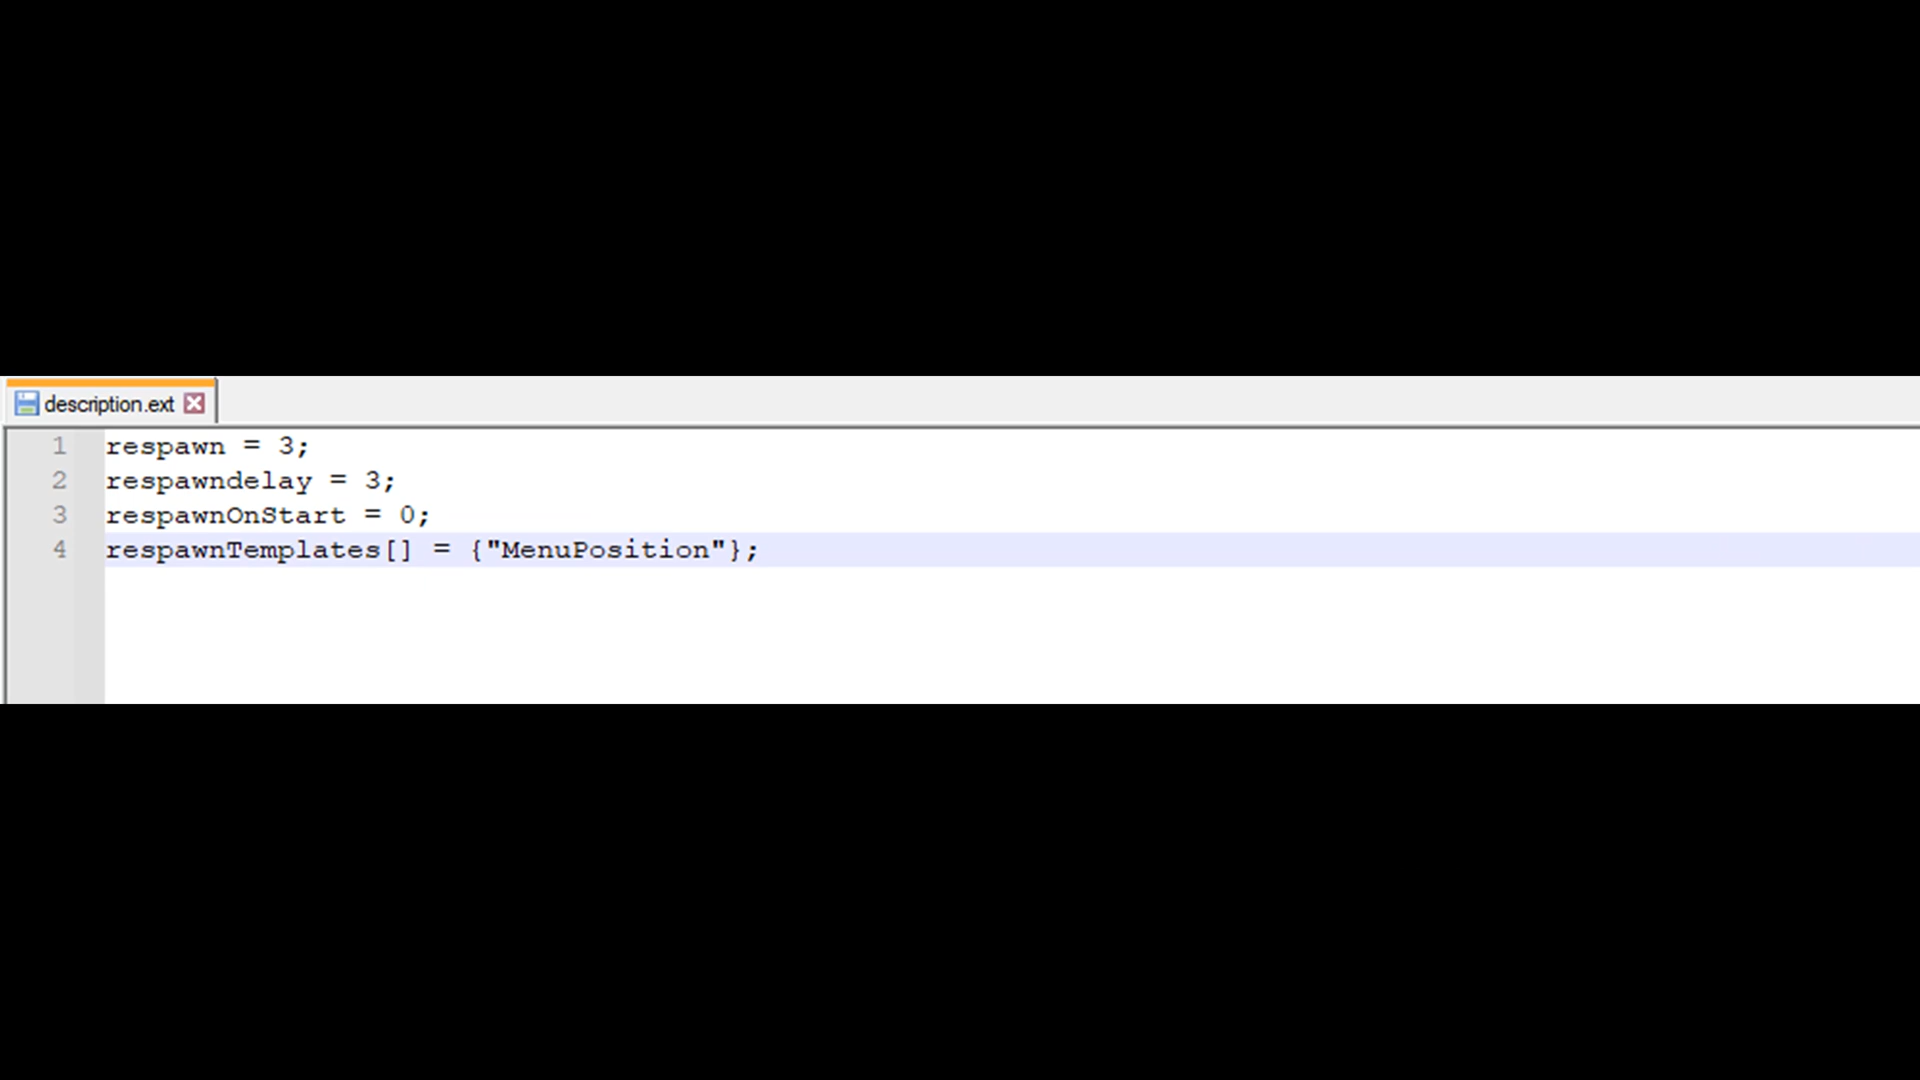 description.ext
1 respawn = 3;
2 respawndelay = 3;
3 respawnOnStart = 0;
4 respawnTemplates[] = {"MenuPosition"};